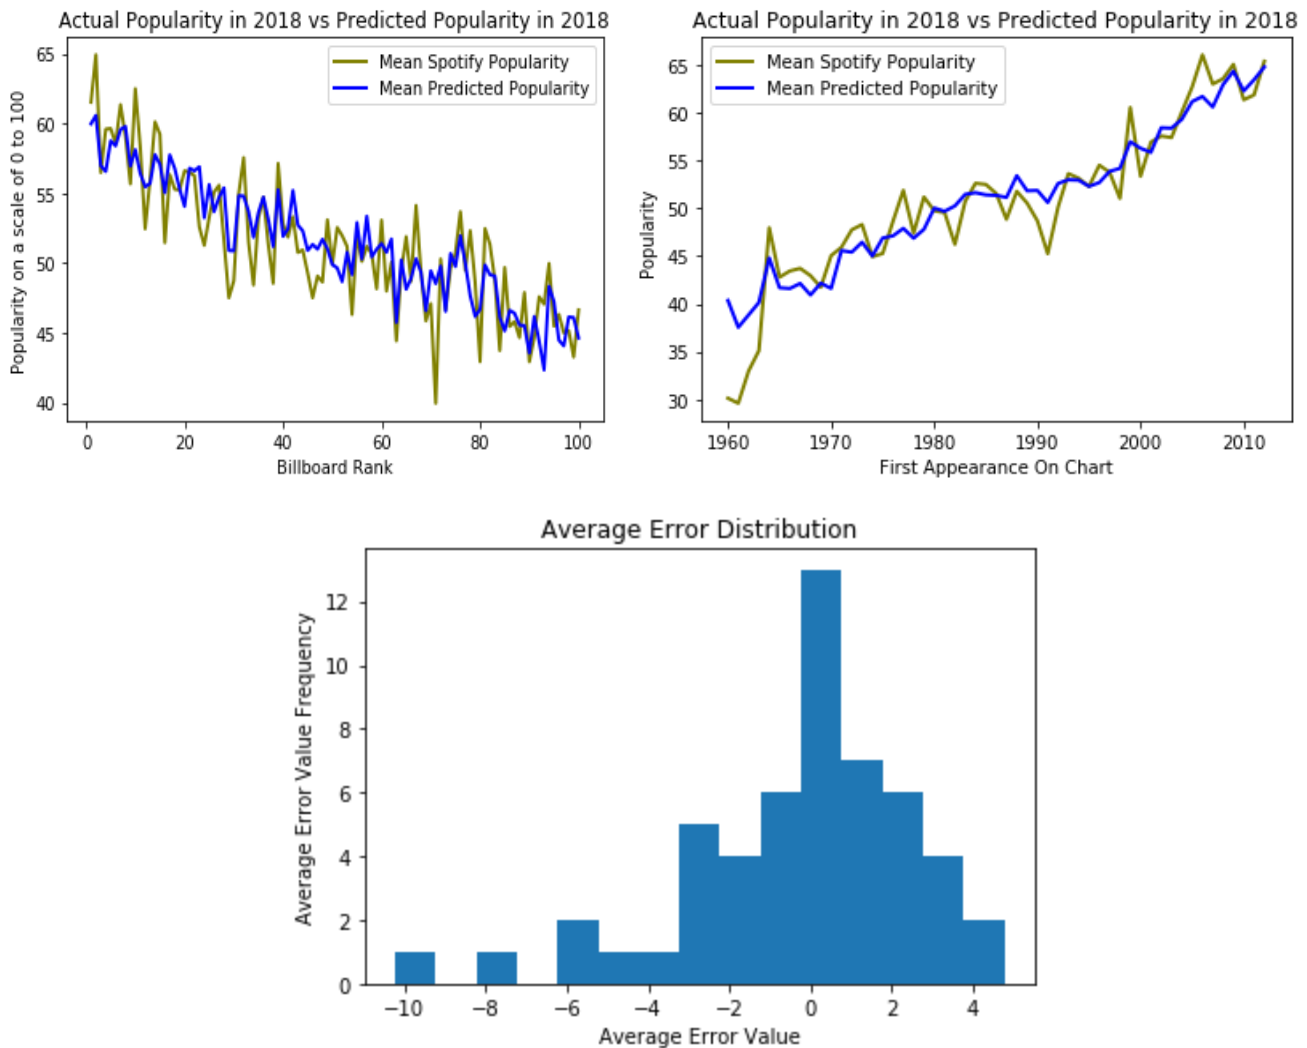 Actual Popularity in 2018 vs Predicted Popularity in 2018
Mean Spotify Popularity
Mean Predicted Popularity
Popularity on a scale of 0 to 100
65
60
55
50
45
40
0 20 40 60 80 100
Billboard Rank
Actual Popularity in 2018 vs Predicted Popularity in 2018
Mean Spotify Popularity
Mean Predicted Popularity
Popularity
65
60
55
50
45
40
35
30
1960 1970 1980 1990 2000 2010
First Appearance On Chart
Average Error Distribution
Average Error Value Frequency
12
10
8
6
4
2
0
−10 −8 −6 −4 −2 0 2 4
Average Error Value